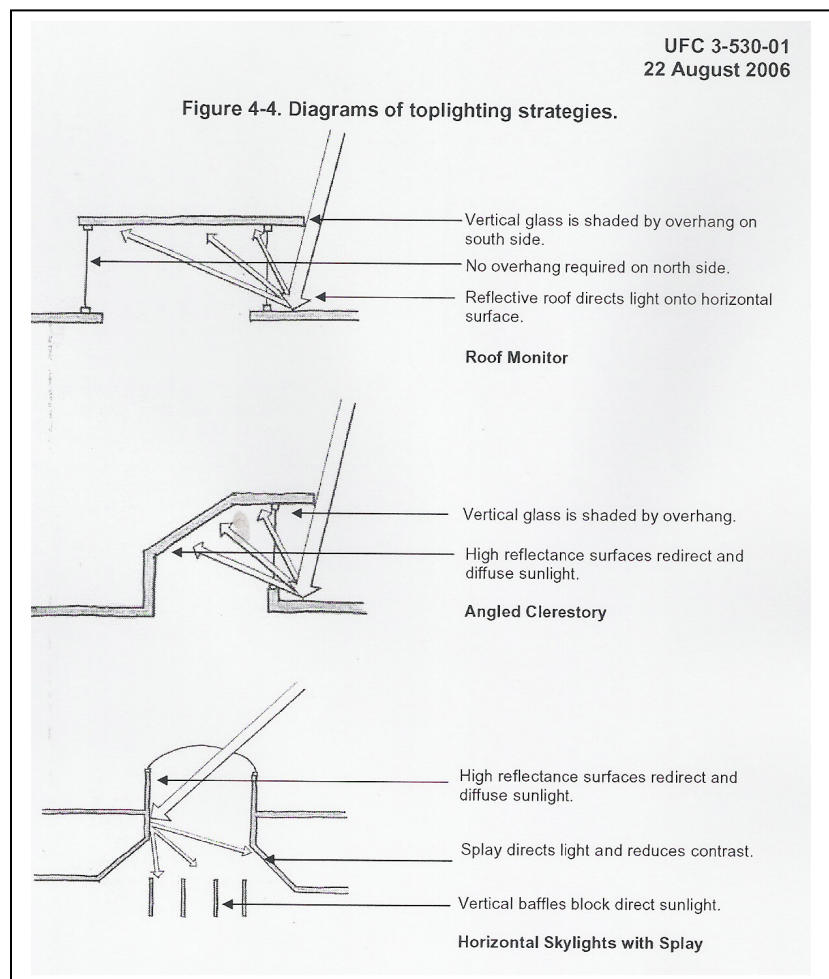 UFC 3-530-01
22 August 2006
Figure 4-4. Diagrams of toplighting strategies.
Vertical glass is shaded by overhang on
south side.
No overhang required on north side.
Reflective roof directs light onto horizontal
surface.
Roof Monitor
Vertical glass is shaded by overhang.
High reflectance surfaces redirect and
diffuse sunlight.
Angled Clerestory
High reflectance surfaces redirect and
diffuse sunlight.
Splay directs light and reduces contrast.
Vertical baffles block direct sunlight.
Horizontal Skylights with Splay